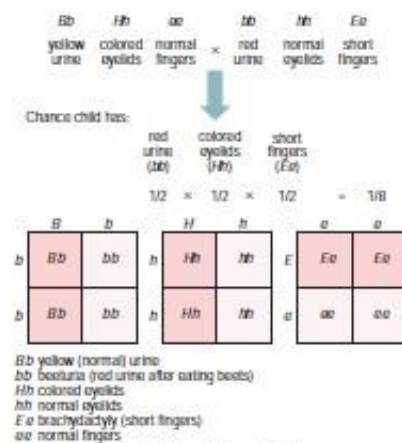 Bb Hh ee bb hh Ee
yellow urine colored eyelids normal fingers × red urine normal eyelids short fingers
Chance child has:
red urine (bb) colored eyelids (Hh) short fingers (Ee)
1/2 × 1/2 × 1/2 = 1/8
B b H h e e
b Bb bb h Hh hh E Ee Ee
b Bb bb h Hh hh e ee ee
Bb yellow (normal) urine
bb beeturia (red urine after eating beets)
Hh colored eyelids
hh normal eyelids
Ee brachydactyly (short fingers)
ee normal fingers